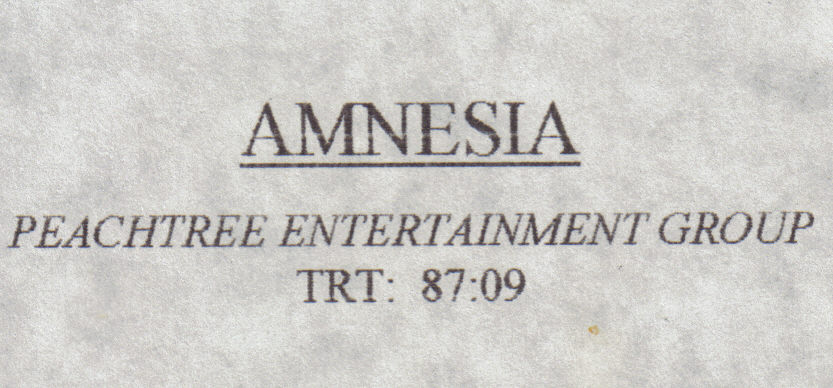 AMNESIA
PEACHTREE ENTERTAINMENT GROUP
TRT: 87:09